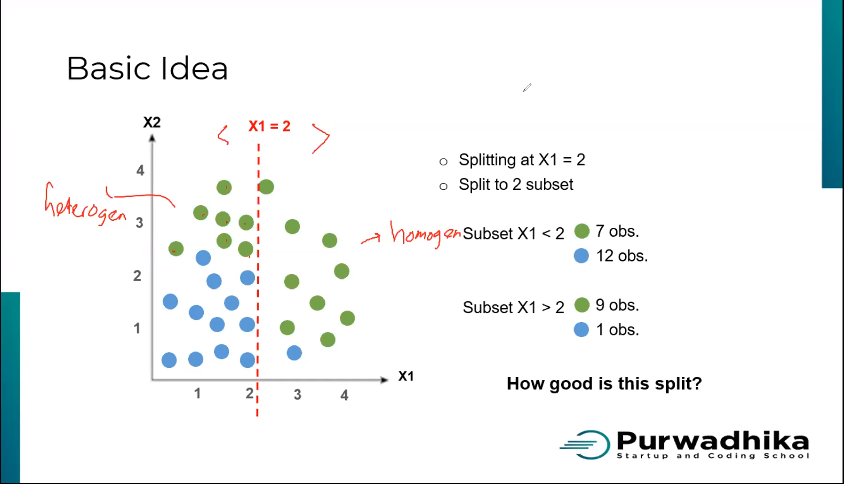 Basic Idea
X2
< X1 = 2 >
4
3
2
1
1 2 3 4
X1
heterogen
→ homogen
○ Splitting at X1 = 2
○ Split to 2 subset
Subset X1 < 2 7 obs.
12 obs.
Subset X1 > 2 9 obs.
1 obs.
How good is this split?
Purwadhika
Startup and Coding School